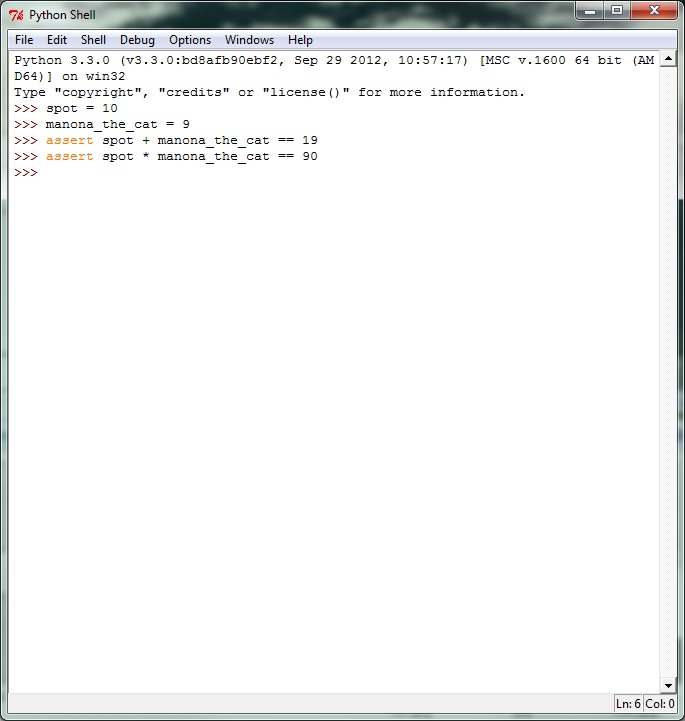 Python Shell
File Edit Shell Debug Options Windows Help
Python 3.3.0 (v3.3.0:bd8afb90ebf2, Sep 29 2012, 10:57:17) [MSC v.1600 64 bit (AM
D64)] on win32
Type "copyright", "credits" or "license()" for more information.
>>> spot = 10
>>> manona_the_cat = 9
>>> assert spot + manona_the_cat == 19
>>> assert spot * manona_the_cat == 90
>>>
Ln: 6 Col: 0